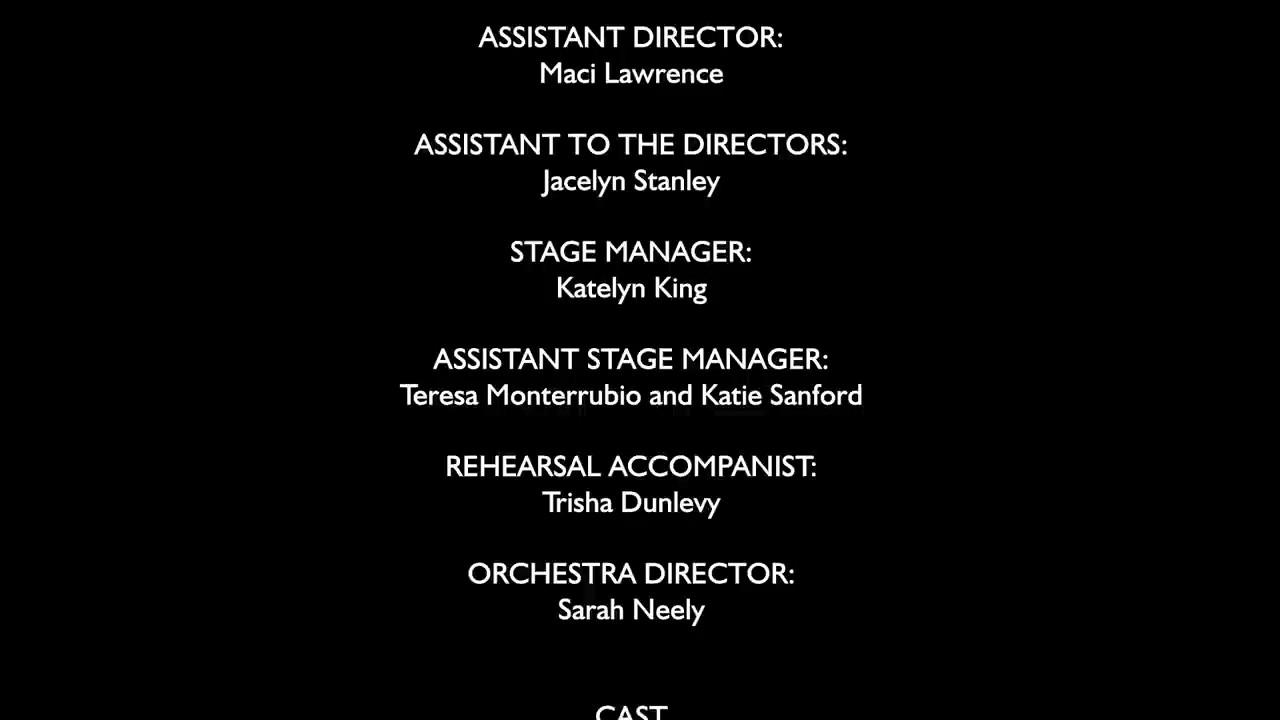 ASSISTANT DIRECTOR:
Maci Lawrence
ASSISTANT TO THE DIRECTORS:
Jacelyn Stanley
STAGE MANAGER:
Katelyn King
ASSISTANT STAGE MANAGER:
Teresa Monterrubio and Katie Sanford
REHEARSAL ACCOMPANIST:
Trisha Dunlevy
ORCHESTRA DIRECTOR:
Sarah Neely
CAST